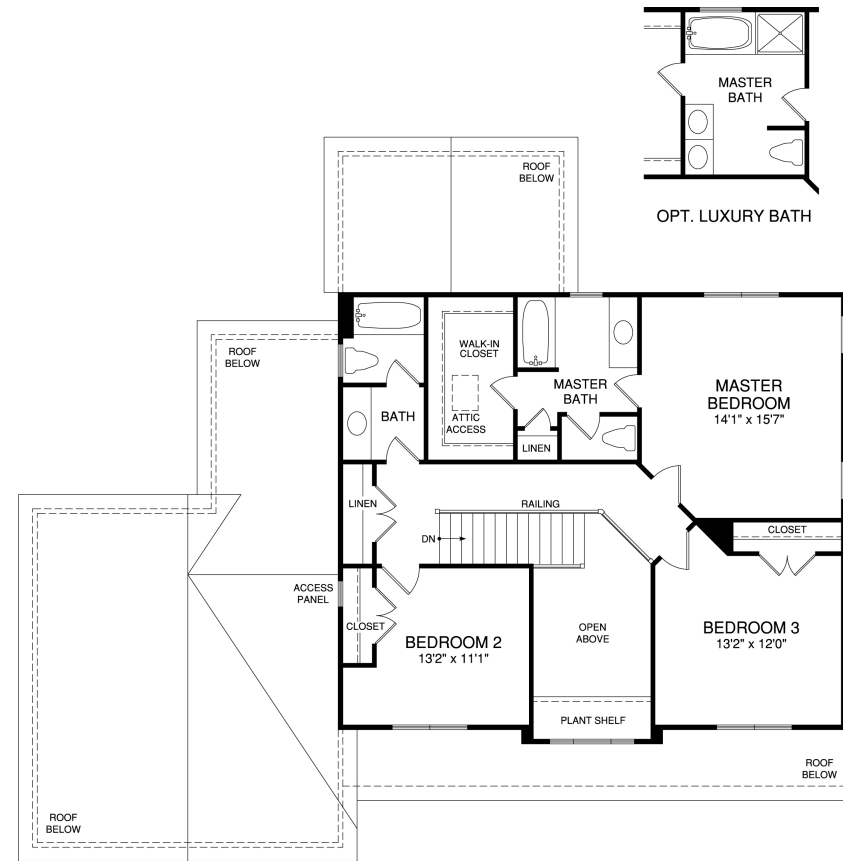 MASTER
BATH
OPT. LUXURY BATH
ROOF
BELOW
ROOF
BELOW
WALK-IN
CLOSET
ATTIC
ACCESS
MASTER
BATH
LINEN
BATH
MASTER
BEDROOM
14'1" x 15'7"
LINEN
RAILING
DN
CLOSET
ACCESS
PANEL
CLOSET
BEDROOM 2
13'2" x 11'1"
OPEN
ABOVE
BEDROOM 3
13'2" x 12'0"
PLANT SHELF
ROOF
BELOW
ROOF
BELOW